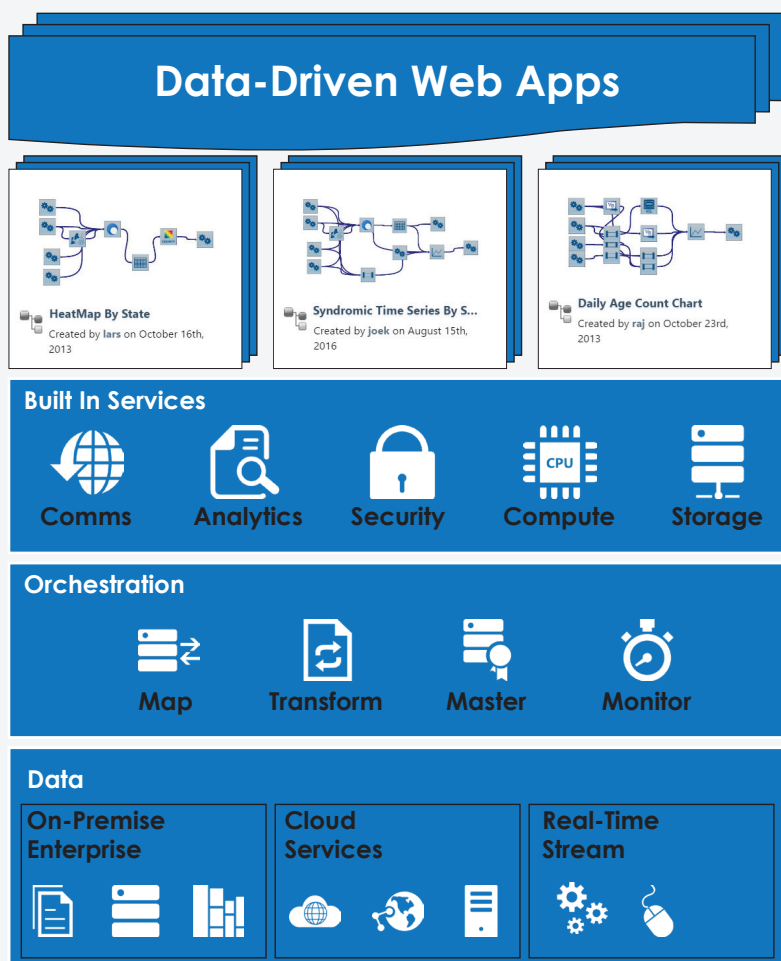 Data-Driven Web Apps
HeatMap By State
Created by lars on October 16th,
2013
Syndromic Time Series By S...
Created by joek on August 15th,
2016
Daily Age Count Chart
Created by raj on October 23rd,
2013
Built In Services
CPU
Comms
Analytics
Security
Compute
Storage
Orchestration
Map
Transform
Master
Monitor
Data
On-Premise
Enterprise
Cloud
Services
Real-Time
Stream